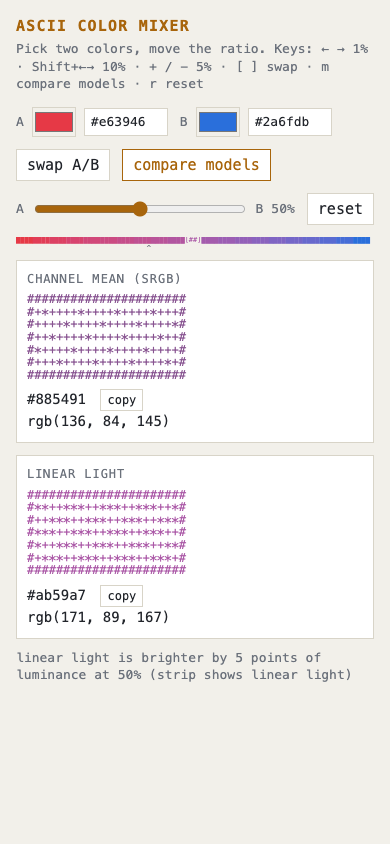 ASCII COLOR MIXER
Pick two colors, move the ratio. Keys: ← → 1%
· Shift+←→ 10% · + / − 5% · [ ] swap · m
compare models · r reset
A #e63946 B #2a6fdb
swap A/B compare models
A B 50% reset
[##]
^
CHANNEL MEAN (SRGB)
######################
#+*++++*++++*++++*+++#
#++++*++++*++++*++++*#
#++*++++*++++*++++*++#
#*++++*++++*++++*++++#
#+++*++++*++++*++++*+#
######################
#885491 copy
rgb(136, 84, 145)
LINEAR LIGHT
######################
#**++***++***++***++*#
#++***++***++***++***#
#***++***++***++***++#
#+***++***++***++***+#
#*++***++***++***++**#
######################
#ab59a7 copy
rgb(171, 89, 167)
linear light is brighter by 5 points of
luminance at 50% (strip shows linear light)